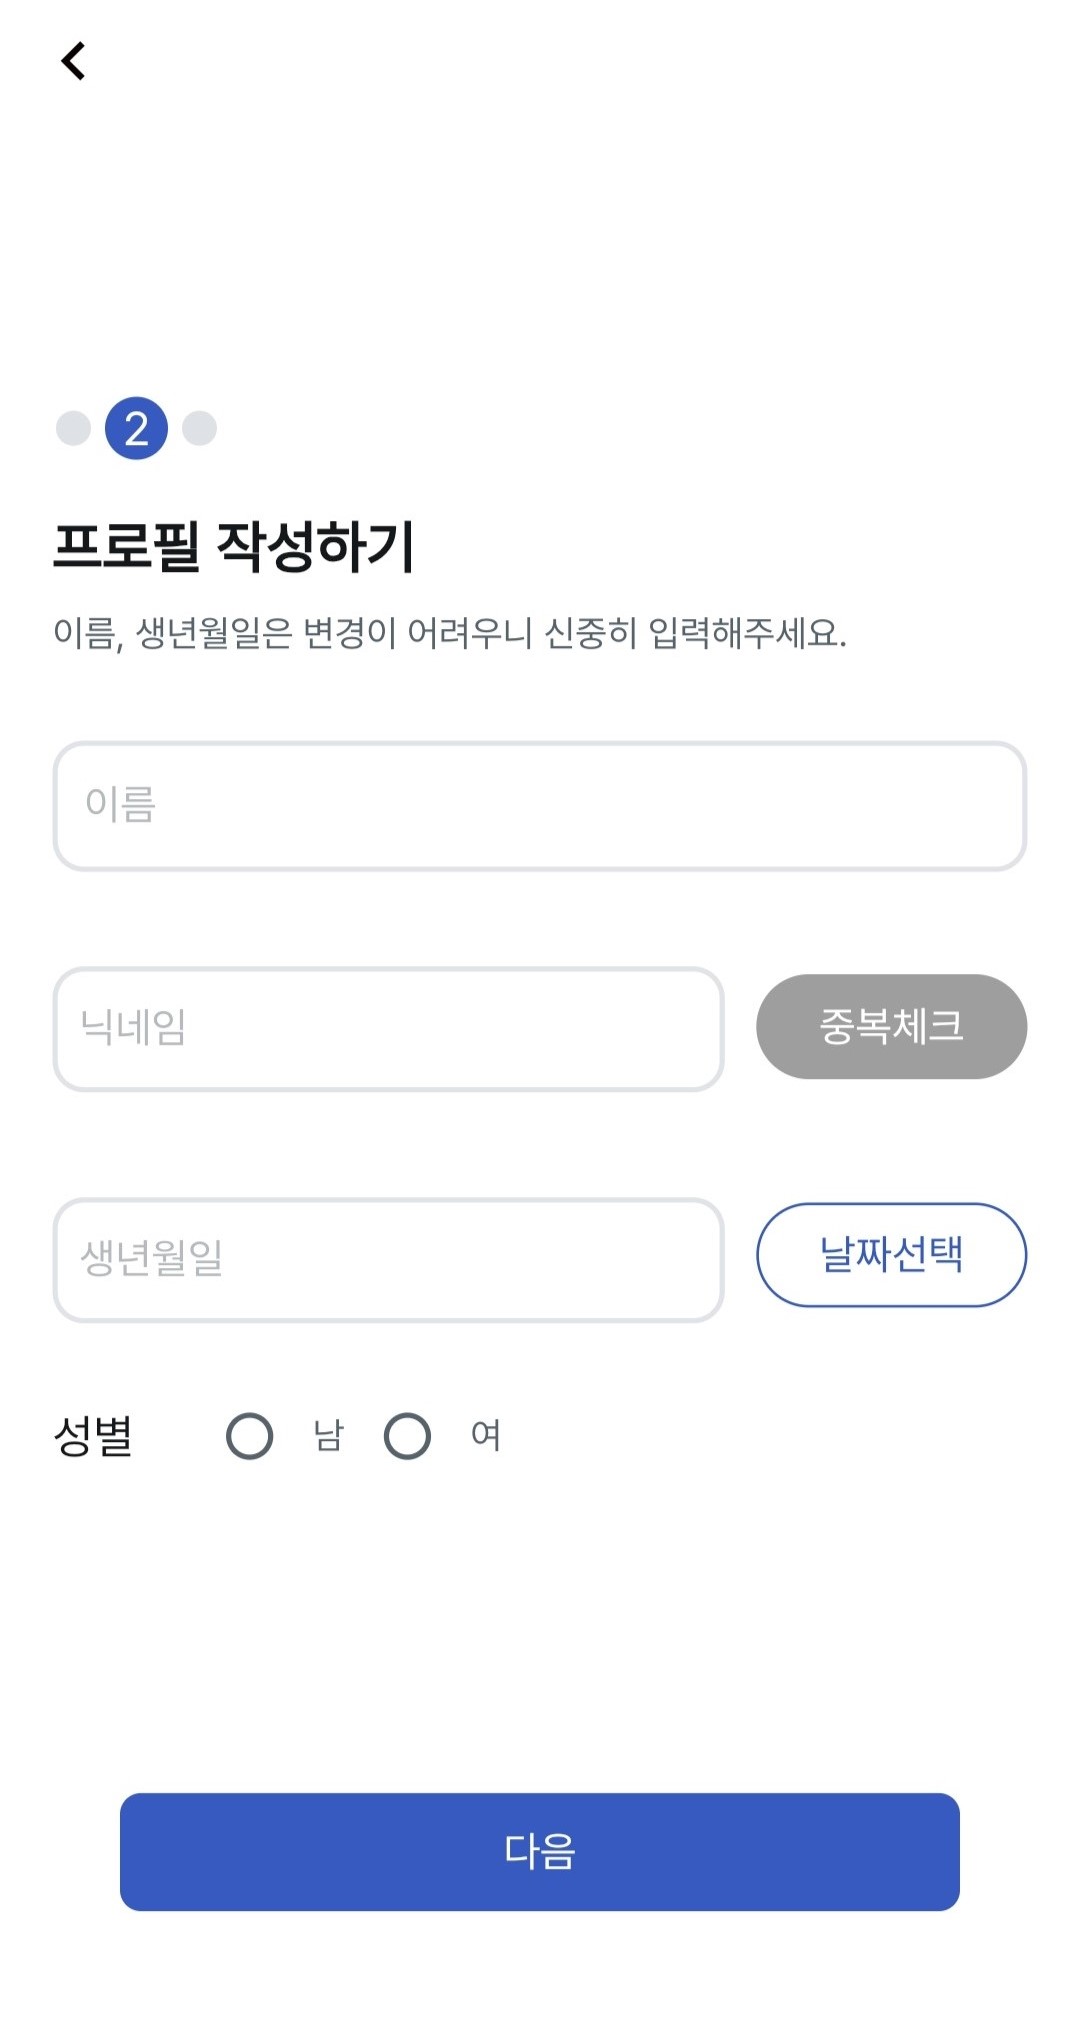 2
프로필 작성하기
이름, 생년월일은 변경이 어려우니 신중히 입력해주세요.
이름
닉네임 중복체크
생년월일 날짜선택
성별 남 여
다음